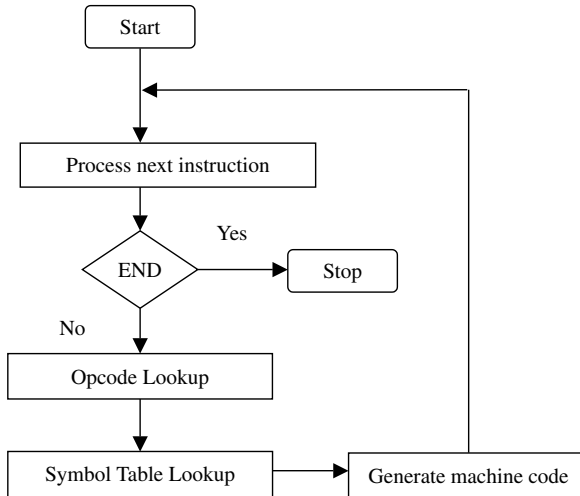 Start
Process next instruction
Yes
END
Stop
No
Opcode Lookup
Symbol Table Lookup
Generate machine code